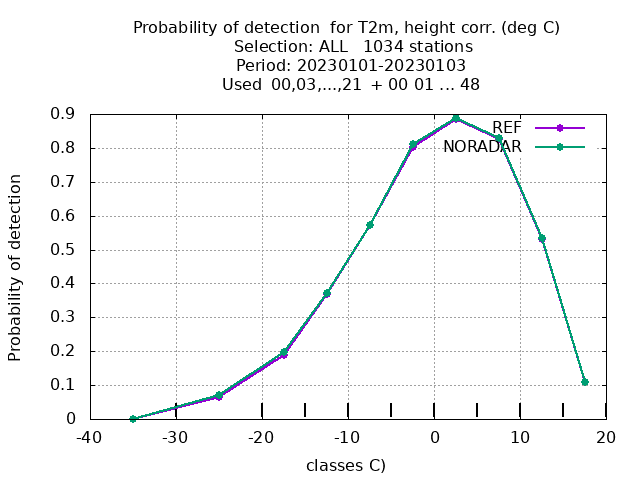 Probability of detection  for T2m, height corr. (deg C)
Selection: ALL   1034 stations
Period: 20230101-20230103
Used  00,03,...,21  + 00 01 ... 48
REF
NORADAR
0.9
0.8
0.7
0.6
0.5
0.4
0.3
0.2
0.1
0
Probability of detection
-40 -30 -20 -10 0 10 20
classes C)